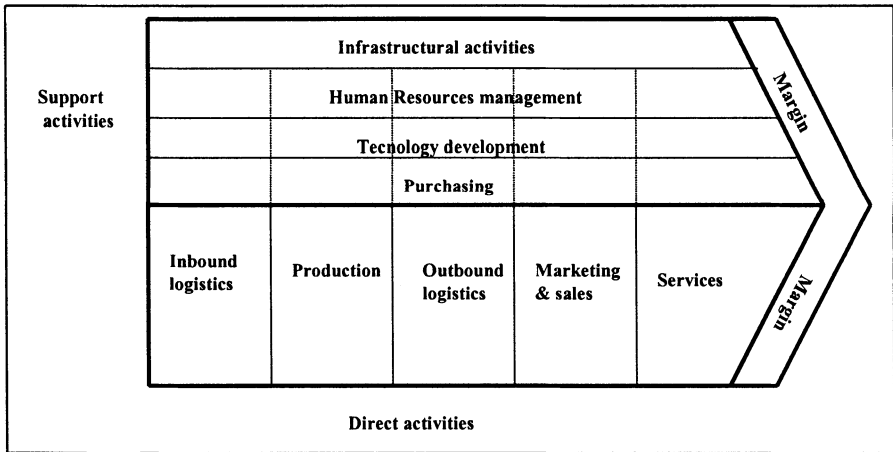 Infrastructural activities
Margin
Support
activities
Human Resources management
Tecnology development
Purchasing
Inbound
logistics
Production
Outbound
logistics
Marketing
& sales
Services
Margin
Direct activities